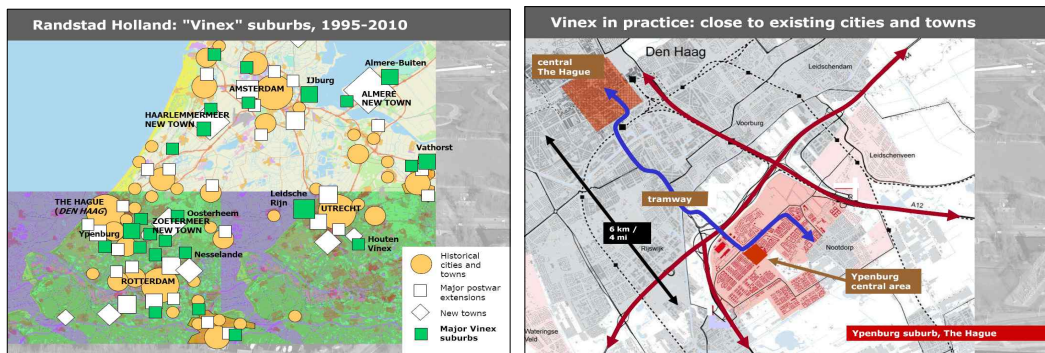 Randstad Holland: "Vinex" suburbs, 1995-2010
Almere-Buiten
IJburg
AMSTERDAM
ALMERE
NEW TOWN
HAARLEMMERMEER
NEW TOWN
Vathorst
THE HAGUE
(DEN HAAG)
Leidsche
Rijn
UTRECHT
Oosterheem
ZOETERMEER
NEW TOWN
Ypenburg
Houten
Vinex
Nesselande
ROTTERDAM
Historical
cities and
towns
Major postwar
extensions
New towns
Major Vinex
suburbs
Vinex in practice: close to existing cities and towns
Den Haag
central
The Hague
Leidschendam
A4
Voorburg
Leidschenveen
tramway
A12
6 km /
4 mi
Rijswijk
Nootdorp
Ypenburg
central area
Wateringse
Veld
Ypenburg suburb, The Hague